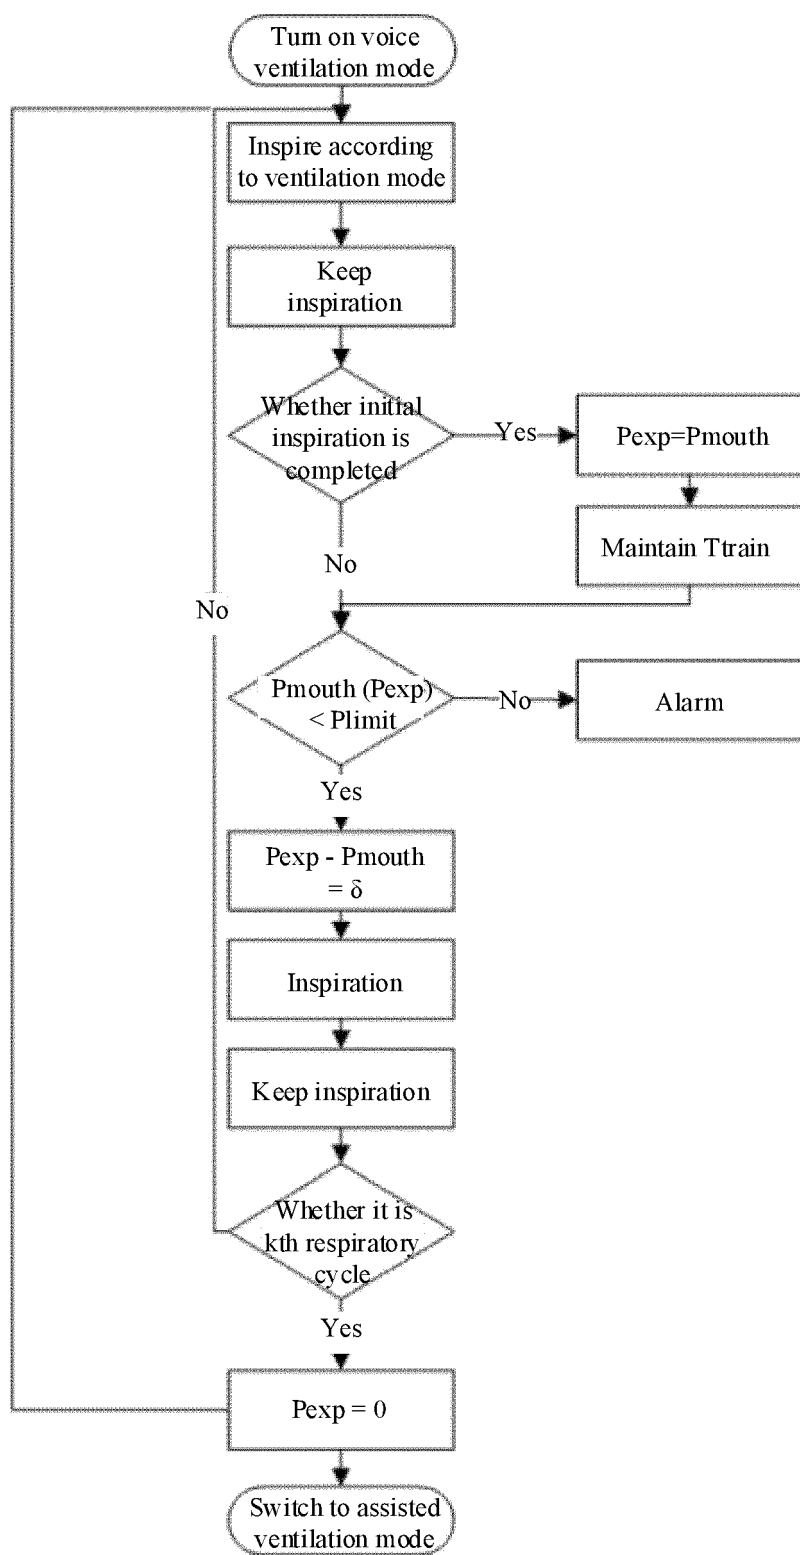 Turn on voice
ventilation mode
Inspire according
to ventilation mode
Keep
inspiration
Whether initial
inspiration is
completed
Yes
Pexp=Pmouth
Maintain Ttrain
No
No
Pmouth (Pexp)
< Plimit
No
Alarm
Yes
Pexp - Pmouth
= δ
Inspiration
Keep inspiration
Whether it is
kth respiratory
cycle
Yes
Pexp = 0
Switch to assisted
ventilation mode